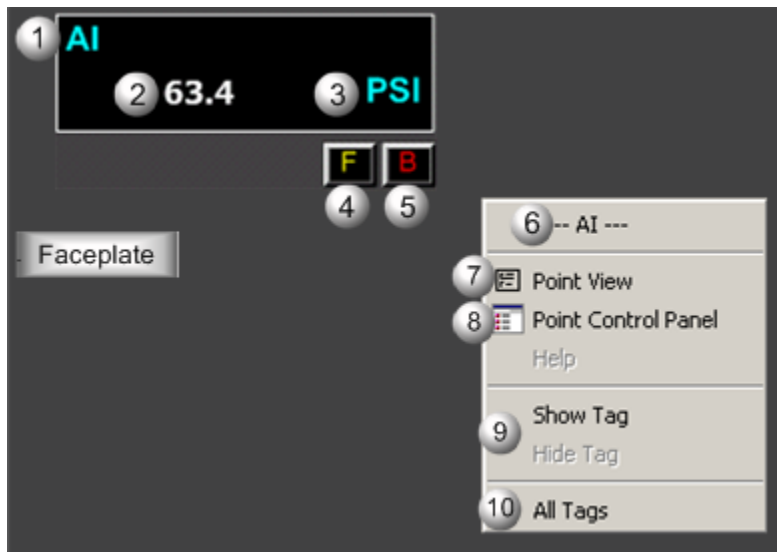 1 AI
2 63.4 3 PSI
F B
4 5
Faceplate
6 -- AI ---
7 Point View
8 Point Control Panel
Help
9 Show Tag
Hide Tag
10 All Tags